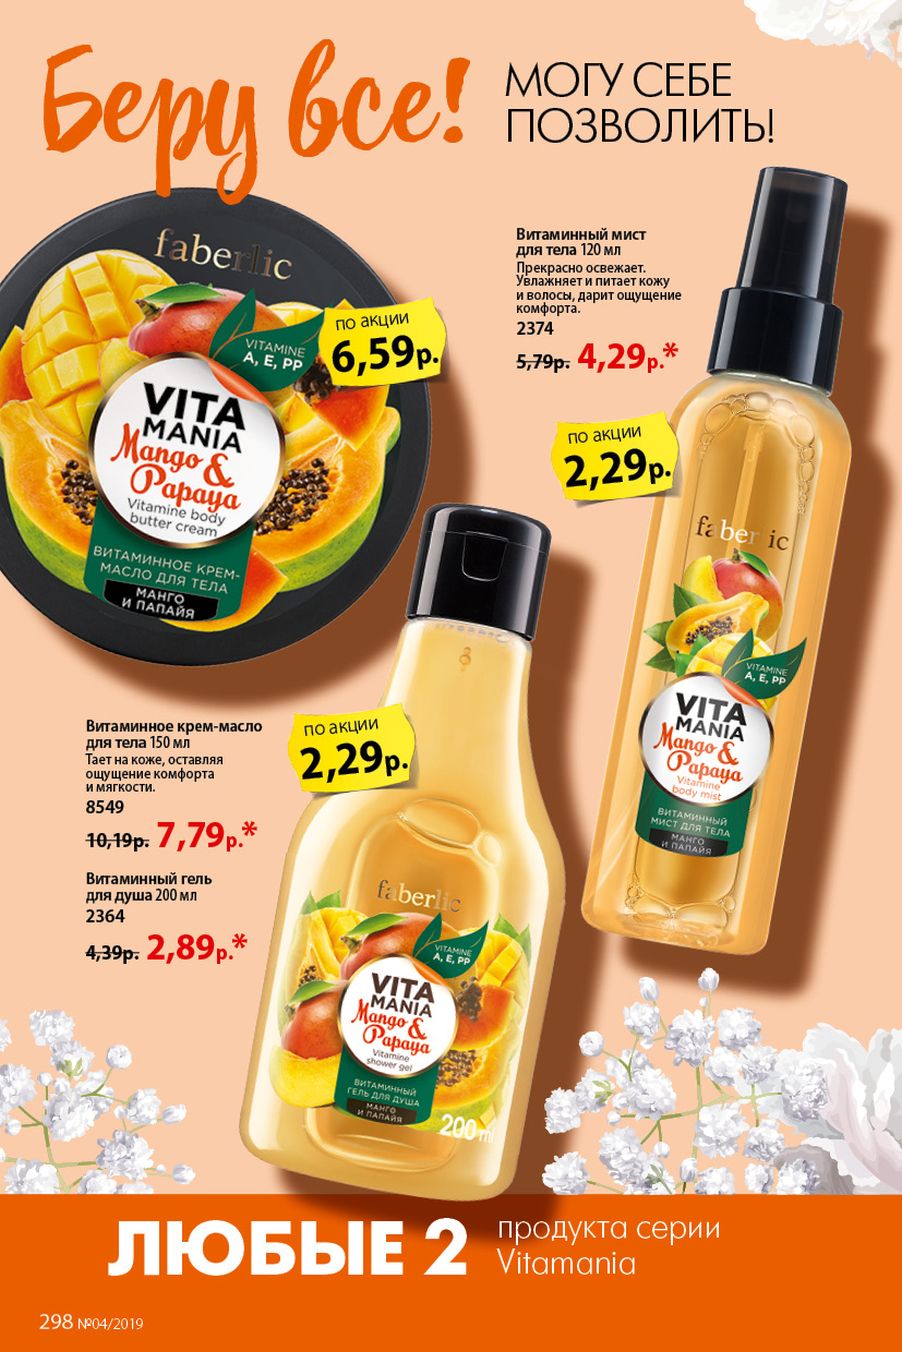 Беру все!
МОГУ СЕБЕ
ПОЗВОЛИТЬ!
faberlic
VITAMINE
A, E, PP
VITA
MANIA
Mango &
Papaya
Vitamine body
butter cream
ВИТАМИННОЕ КРЕМ-
МАСЛО ДЛЯ ТЕЛА
МАНГО
И ПАПАЙЯ
по акции
6,59р.
Витаминный мист
для тела 120 мл
Прекрасно освежает.
Увлажняет и питает кожу
и волосы, дарит ощущение
комфорта.
2374
5,79р. 4,29р.*
по акции
2,29р.
faberlic
VITAMINE
A, E, PP
VITA
MANIA
Mango &
Papaya
Vitamine
body mist
ВИТАМИННЫЙ
МИСТ ДЛЯ ТЕЛА
МАНГО
И ПАПАЙЯ
Витаминное крем-масло
для тела 150 мл
Тает на коже, оставляя
ощущение комфорта
и мягкости.
8549
10,19р. 7,79р.*
Витаминный гель
для душа 200 мл
2364
4,39р. 2,89р.*
по акции
2,29р.
faberlic
VITAMINE
A, E, PP
VITA
MANIA
Mango &
Papaya
Vitamine
shower gel
ВИТАМИННЫЙ
ГЕЛЬ ДЛЯ ДУША
МАНГО
И ПАПАЙЯ
200 ml
ЛЮБЫЕ 2
продукта серии
Vitamania
298 №04/2019